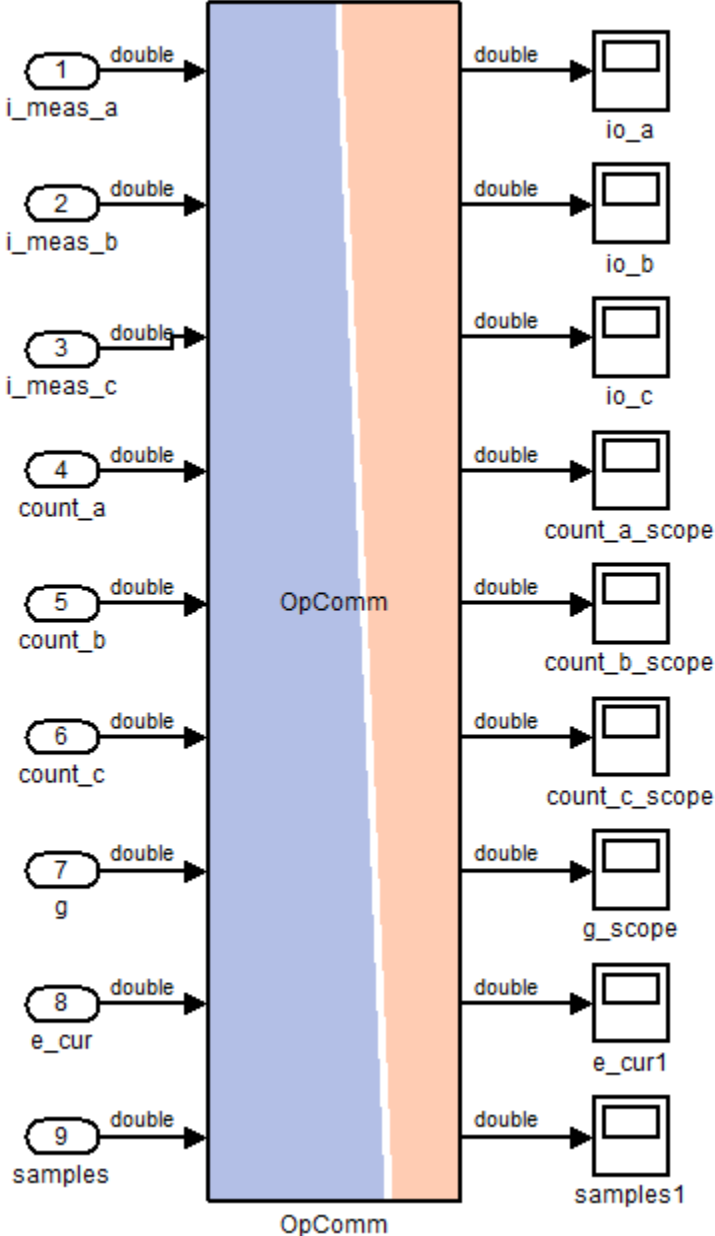 double double
1
i_meas_a io_a
double double
2
i_meas_b io_b
double double
3
i_meas_c io_c
double double
4
count_a count_a_scope
double double
5 OpComm
count_b count_b_scope
double double
6
count_c count_c_scope
double double
7
g g_scope
double double
8
e_cur e_cur1
double double
9
samples samples1
OpComm